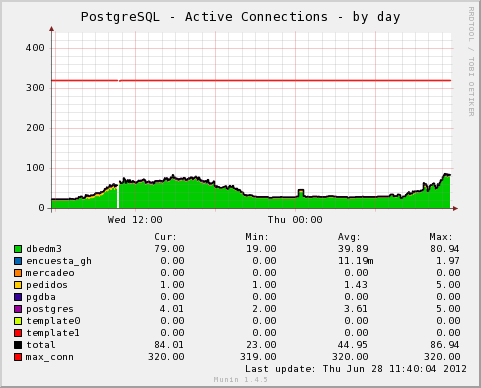 PostgreSQL - Active Connections - by day
RRDTOOL / TOBI OETIKER
400
300
200
100
0
Wed 12:00 Thu 00:00
Cur: Min: Avg: Max:
dbedm3 79.00 19.00 39.89 80.94
encuesta_gh 0.00 0.00 11.19m 1.97
mercadeo 0.00 0.00 0.00 0.00
pedidos 1.00 1.00 1.43 5.00
pgdba 0.00 0.00 0.00 0.00
postgres 4.01 2.00 3.61 5.00
template0 0.00 0.00 0.00 0.00
template1 0.00 0.00 0.00 0.00
total 84.01 23.00 44.95 86.94
max_conn 320.00 319.00 320.00 320.00
Last update: Thu Jun 28 11:40:04 2012
Munin 1.4.5